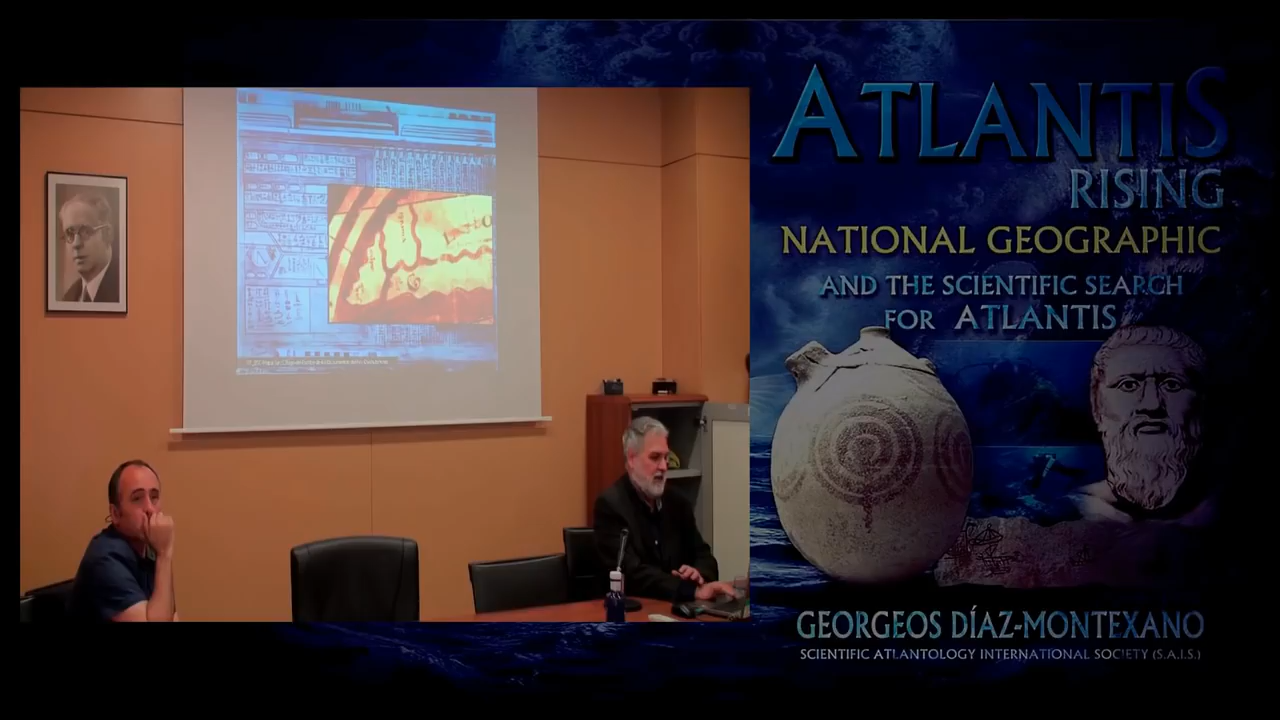 ATLANTIS
RISING
NATIONAL GEOGRAPHIC
AND THE SCIENTIFIC SEARCH
FOR ATLANTIS
GEORGEOS DÍAZ-MONTEXANO
SCIENTIFIC ATLANTOLOGY INTERNATIONAL SOCIETY (S.A.I.S.)